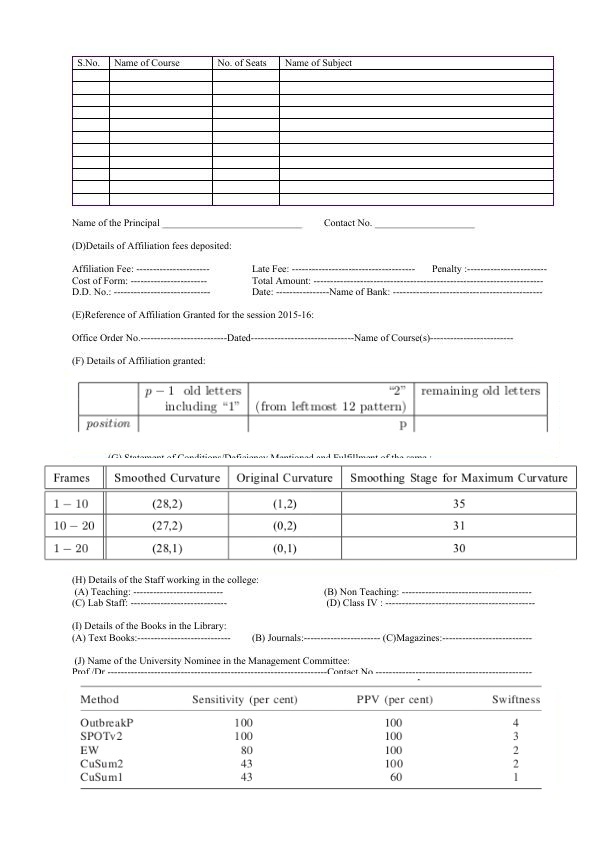 S.No. Name of Course No. of Seats Name of Subject
Name of the Principal ____________________________ Contact No. ____________________
(D)Details of Affiliation fees deposited:
Affiliation Fee: ---------------------- Late Fee: ------------------------------------- Penalty :------------------------
Cost of Form: ----------------------- Total Amount: -----------------------------------------------------------
D.D. No.: ----------------------------- Date: ----------------Name of Bank: ---------------------------------------------
(E)Reference of Affiliation Granted for the session 2015-16:
Office Order No.--------------------------Dated-------------------------------Name of Course(s)-------------------------
(F) Details of Affiliation granted:
p − 1 old letters “2” remaining old letters
including “1” (from leftmost 12 pattern)
position p
(G) Statement of Conditions/Deficiency Mentioned and Fulfillment of the same :
Frames Smoothed Curvature Original Curvature Smoothing Stage for Maximum Curvature
1 − 10 (28,2) (1,2) 35
10 − 20 (27,2) (0,2) 31
1 − 20 (28,1) (0,1) 30
(H) Details of the Staff working in the college:
(A) Teaching: --------------------------- (B) Non Teaching: ---------------------------------------
(C) Lab Staff: ----------------------------- (D) Class IV : ---------------------------------------------
(I) Details of the Books in the Library:
(A) Text Books:---------------------------- (B) Journals:----------------------- (C)Magazines:---------------------------
(J) Name of the University Nominee in the Management Committee:
Prof./Dr.------------------------------------------------------------------Contact No.-----------------------------------------------
Method Sensitivity (per cent) PPV (per cent) Swiftness
OutbreakP 100 100 4
SPOTv2 100 100 3
EW 80 100 2
CuSum2 43 100 2
CuSum1 43 60 1